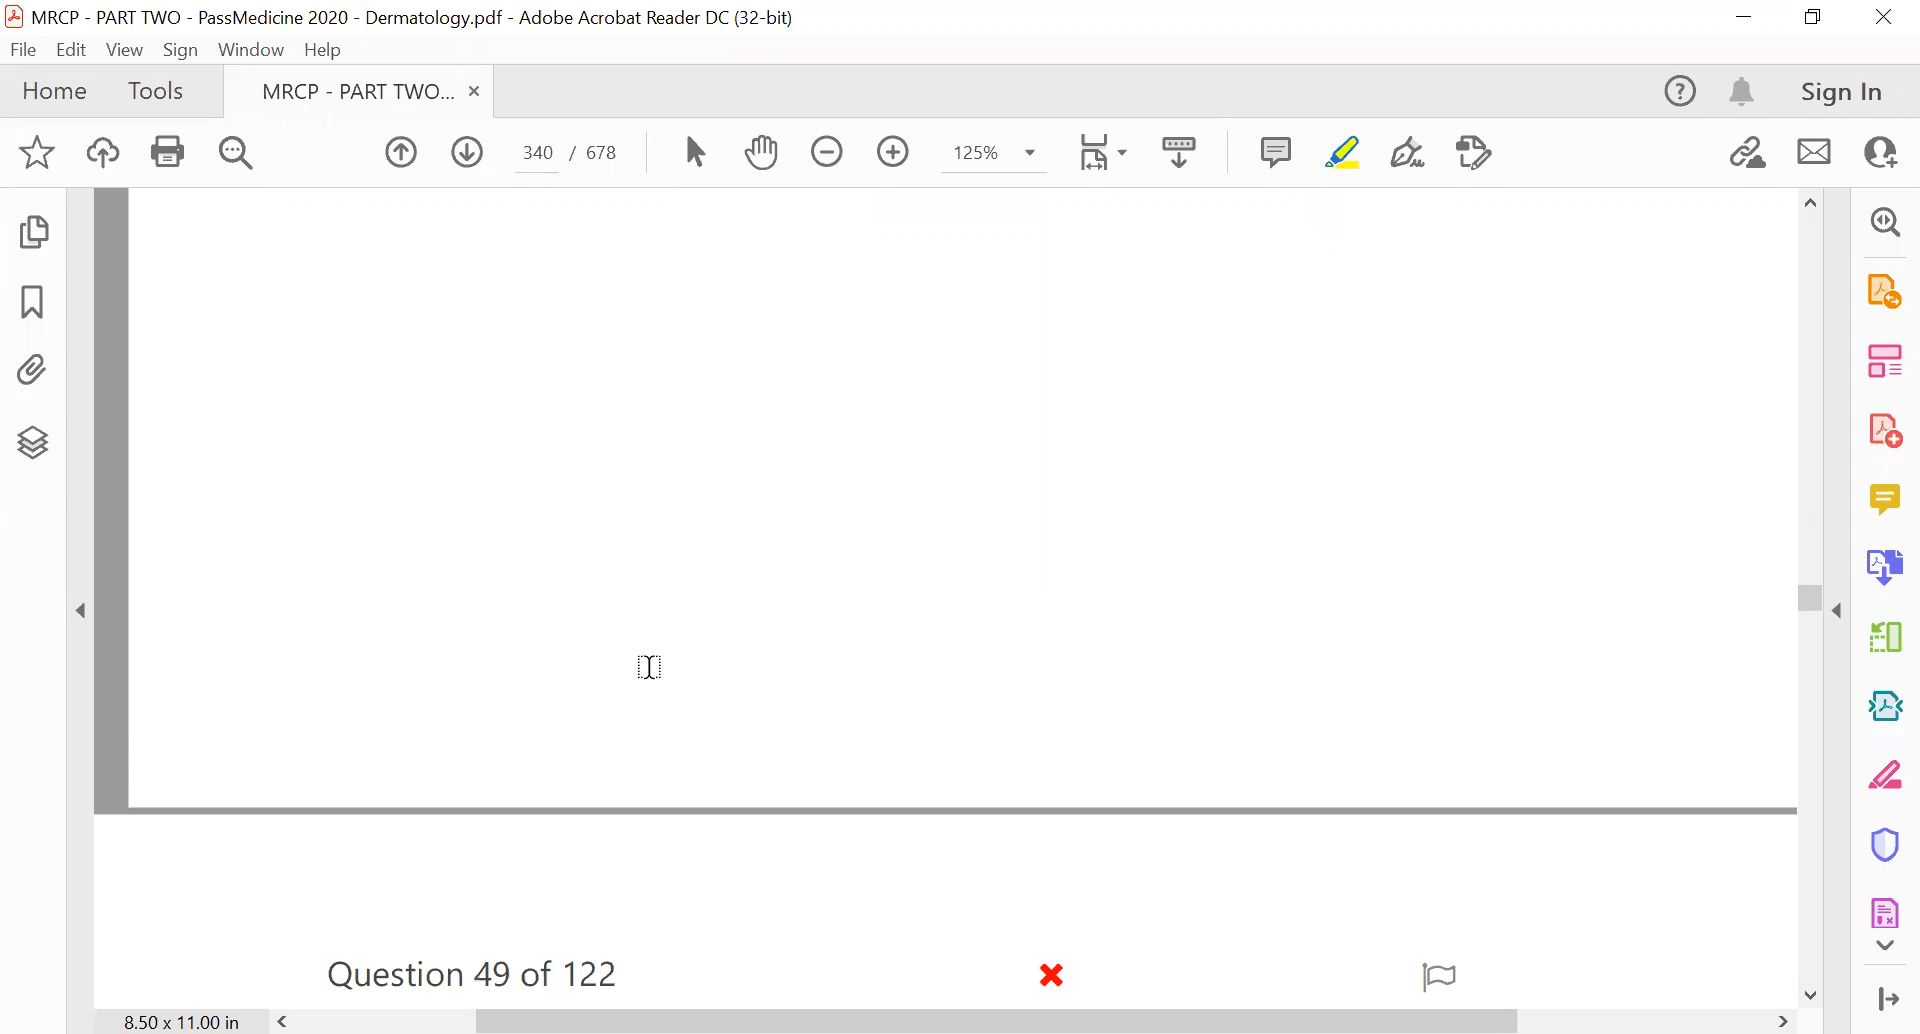 MRCP - PART TWO - PassMedicine 2020 - Dermatology.pdf - Adobe Acrobat Reader DC (32-bit)
File Edit View Sign Window Help
Home Tools MRCP - PART TWO... × Sign In
340 / 678 125%
Question 49 of 122
8.50 x 11.00 in